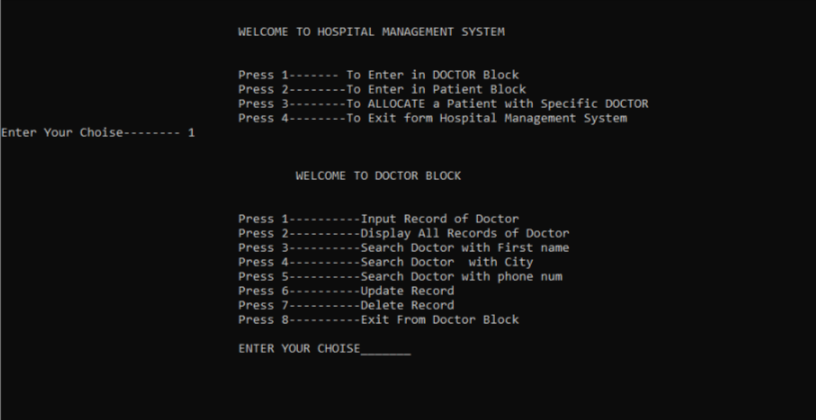 WELCOME TO HOSPITAL MANAGEMENT SYSTEM
Press 1------- To Enter in DOCTOR Block
Press 2--------To Enter in Patient Block
Press 3--------To ALLOCATE a Patient with Specific DOCTOR
Press 4--------To Exit form Hospital Management System
Enter Your Choise-------- 1
WELCOME TO DOCTOR BLOCK
Press 1----------Input Record of Doctor
Press 2----------Display All Records of Doctor
Press 3----------Search Doctor with First name
Press 4----------Search Doctor  with City
Press 5----------Search Doctor with phone num
Press 6----------Update Record
Press 7----------Delete Record
Press 8----------Exit From Doctor Block
ENTER YOUR CHOISE_______